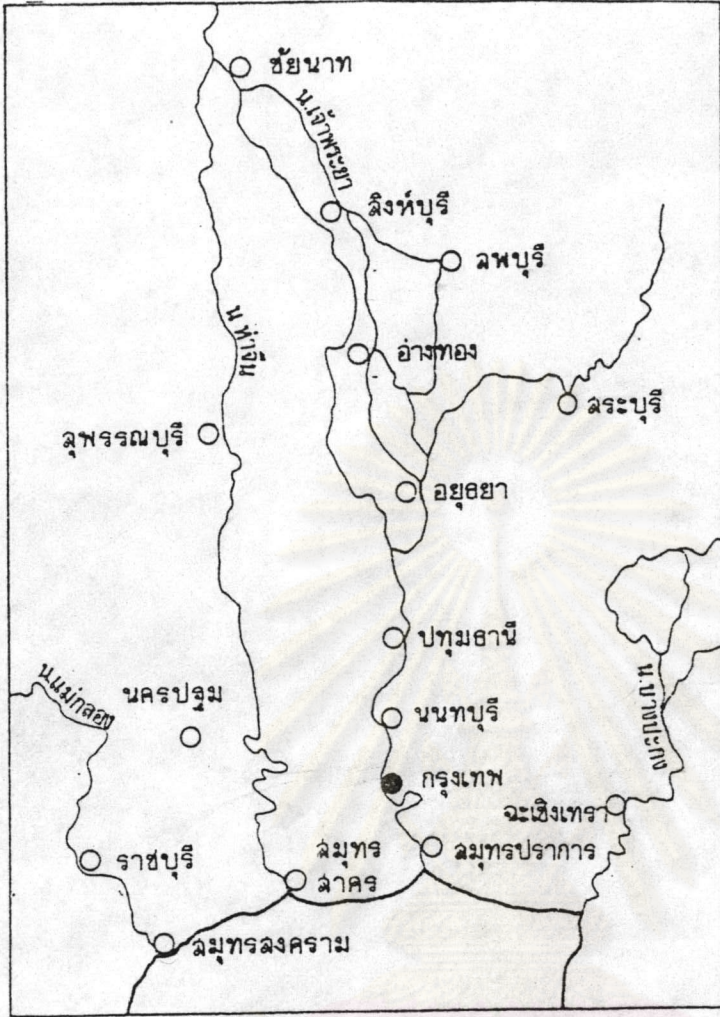 ชัยนาท
น.เจ้าพระยา
สิงห์บุรี
ลพบุรี
น.ท่าจีน
อ่างทอง
สระบุรี
สุพรรณบุรี
อยุธยา
ปทุมธานี
น.แม่กลอง
นครปฐม
นนทบุรี
น.บางปะกง
กรุงเทพ
ฉะเชิงเทรา
ราชบุรี
สมุทร
สาคร
สมุทรปราการ
สมุทรสงคราม